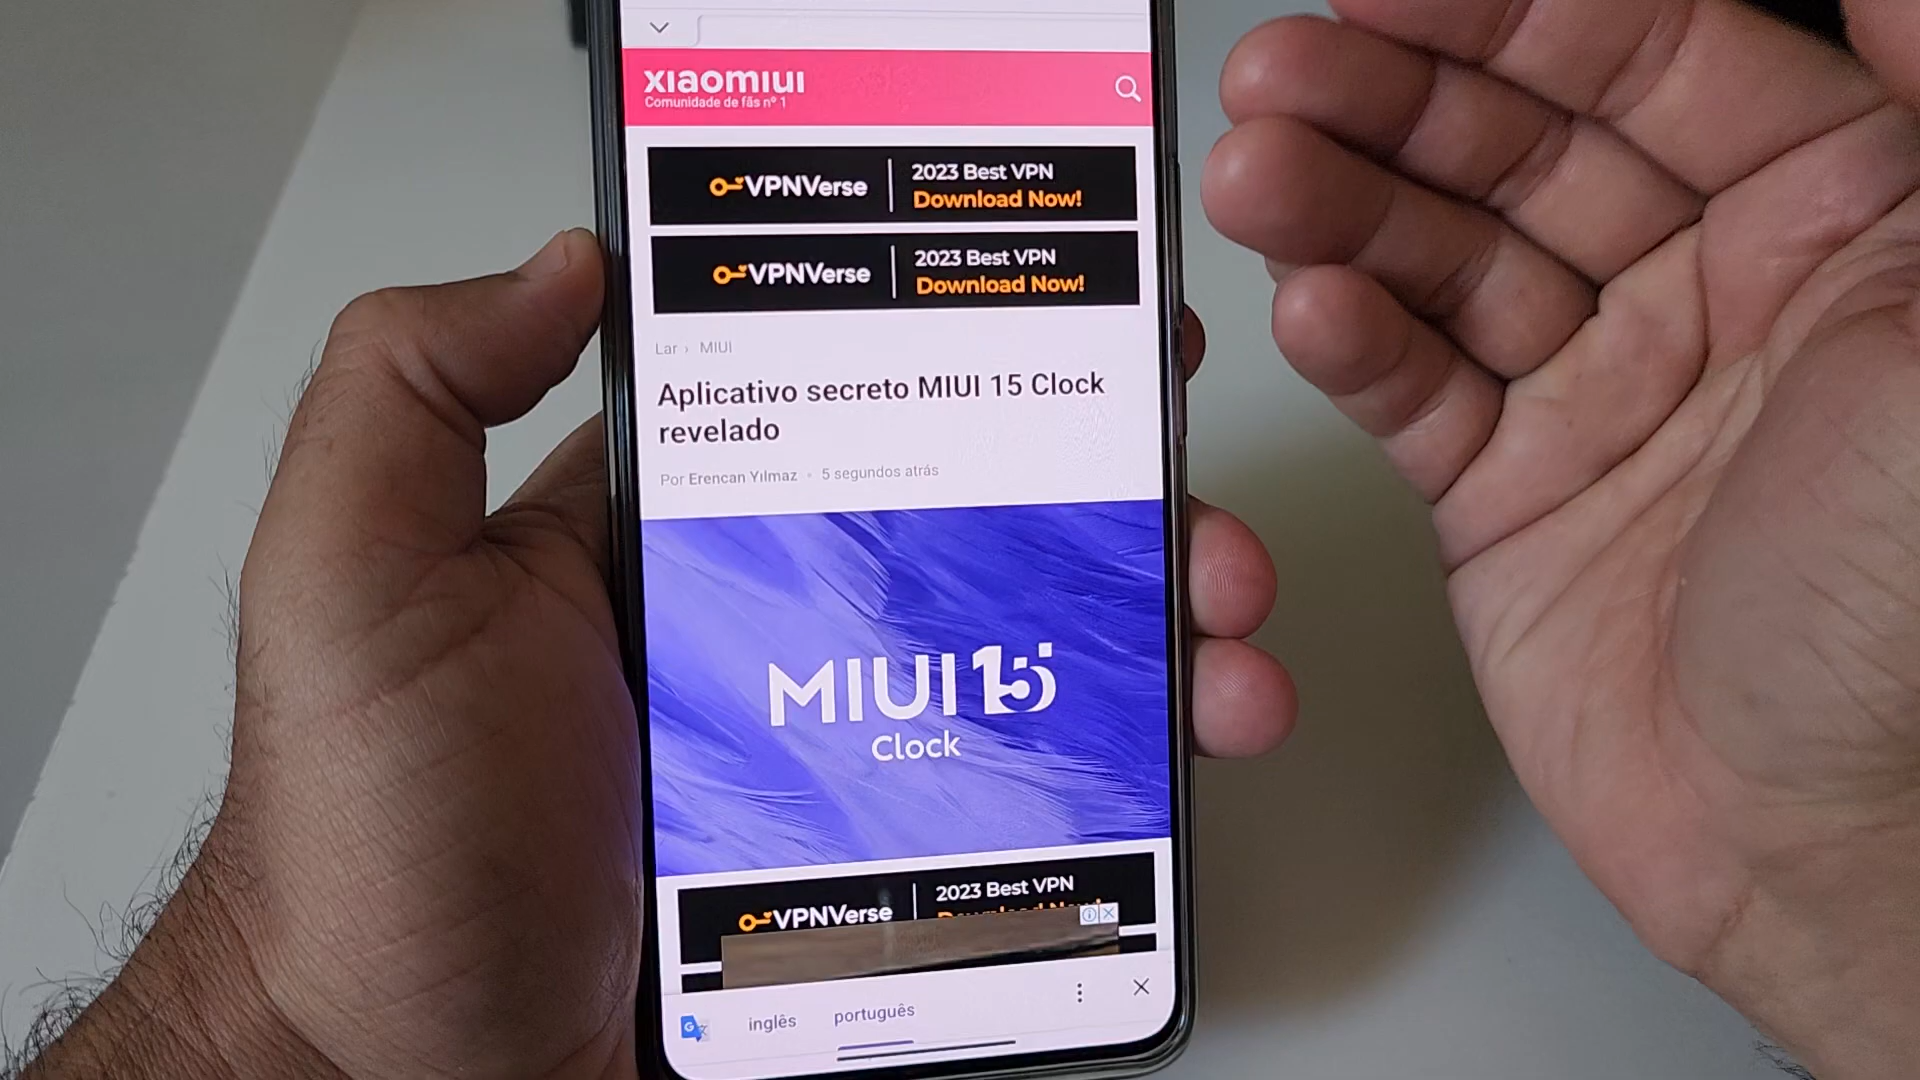 xiaomiui
Comunidade de fãs nº 1
VPNVerse
2023 Best VPN
Download Now!
VPNVerse
2023 Best VPN
Download Now!
Lar › MIUI
Aplicativo secreto MIUI 15 Clock
revelado
Por Erencan Yılmaz • 5 segundos atrás
MIUI 15
Clock
VPNVerse
2023 Best VPN
Download Now!
inglês português